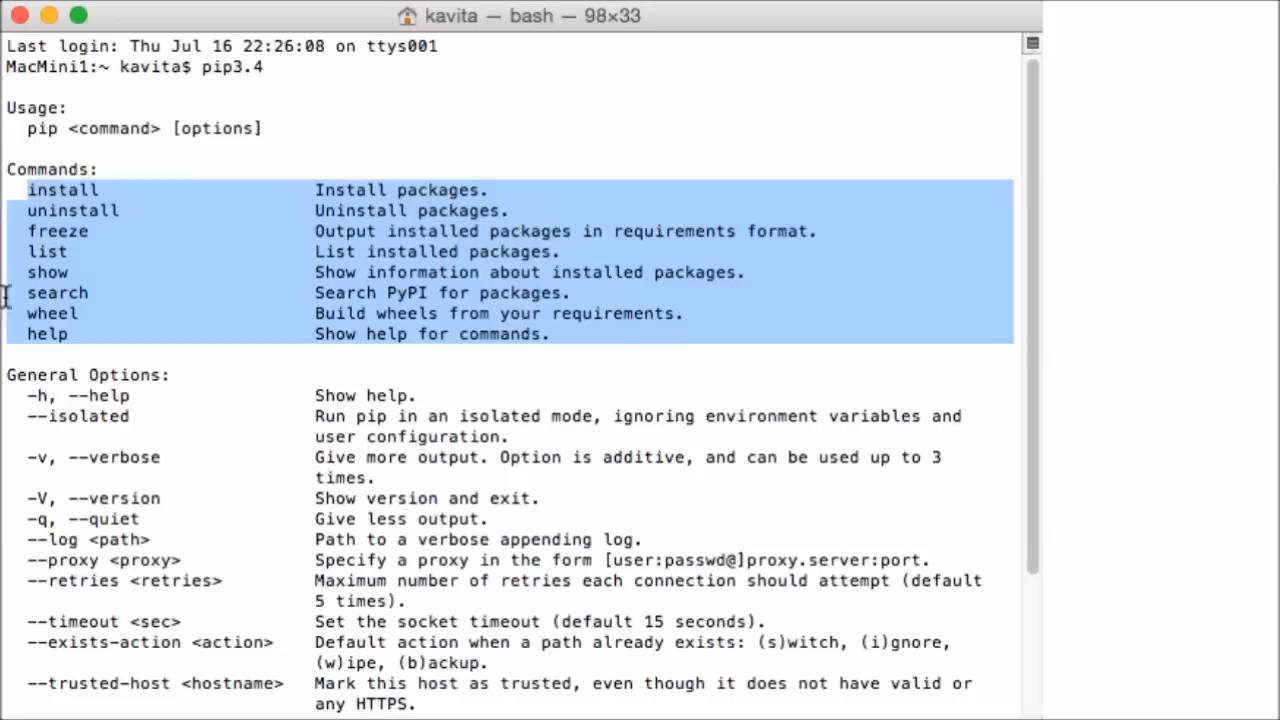 kavita — bash — 98×33
Last login: Thu Jul 16 22:26:08 on ttys001
MacMini1:~ kavita$ pip3.4
Usage:
pip <command> [options]
Commands:
install Install packages.
uninstall Uninstall packages.
freeze Output installed packages in requirements format.
list List installed packages.
show Show information about installed packages.
search Search PyPI for packages.
wheel Build wheels from your requirements.
help Show help for commands.
General Options:
-h, --help Show help.
--isolated Run pip in an isolated mode, ignoring environment variables and
user configuration.
-v, --verbose Give more output. Option is additive, and can be used up to 3
times.
-V, --version Show version and exit.
-q, --quiet Give less output.
--log <path> Path to a verbose appending log.
--proxy <proxy> Specify a proxy in the form [user:passwd@]proxy.server:port.
--retries <retries> Maximum number of retries each connection should attempt (default
5 times).
--timeout <sec> Set the socket timeout (default 15 seconds).
--exists-action <action> Default action when a path already exists: (s)witch, (i)gnore,
(w)ipe, (b)ackup.
--trusted-host <hostname> Mark this host as trusted, even though it does not have valid or
any HTTPS.